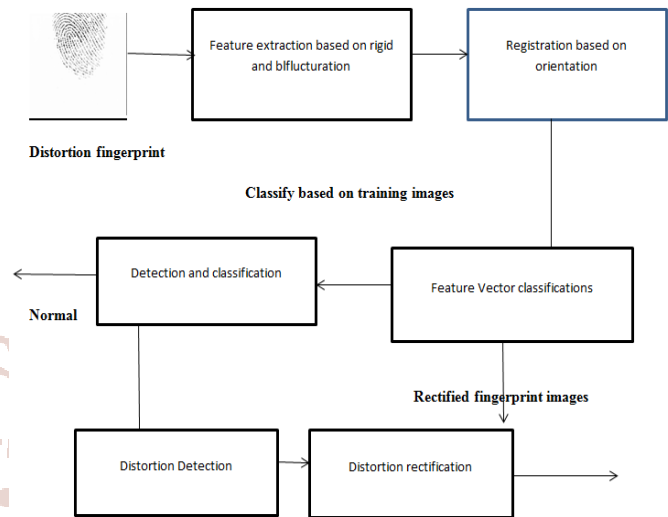 Feature extraction based on rigid
and blflucturation
Registration based on
orientation
Distortion fingerprint
Classify based on training images
Detection and classification
Feature Vector classifications
Normal
Rectified fingerprint images
Distortion Detection
Distortion rectification